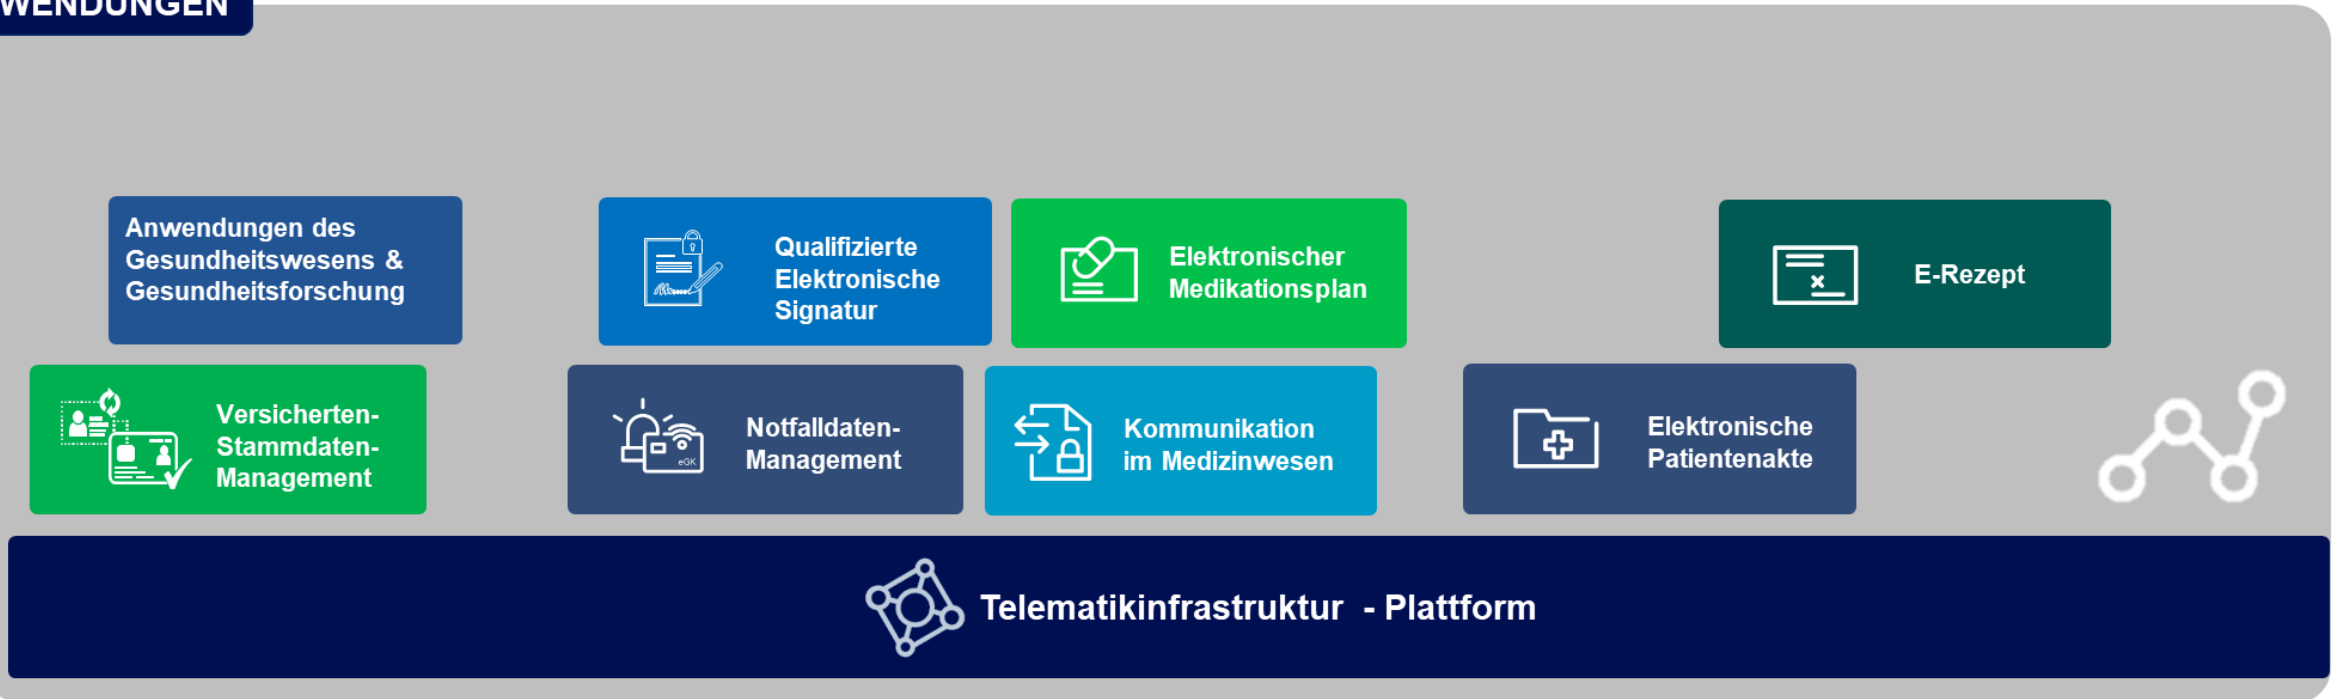 WENDUNGEN
Anwendungen des
Gesundheitswesens &
Gesundheitsforschung
Qualifizierte
Elektronische
Signatur
Elektronischer
Medikationsplan
E-Rezept
Versicherten-
Stammdaten-
Management
eGK
Notfalldaten-
Management
Kommunikation
im Medizinwesen
Elektronische
Patientenakte
Telematikinfrastruktur - Plattform